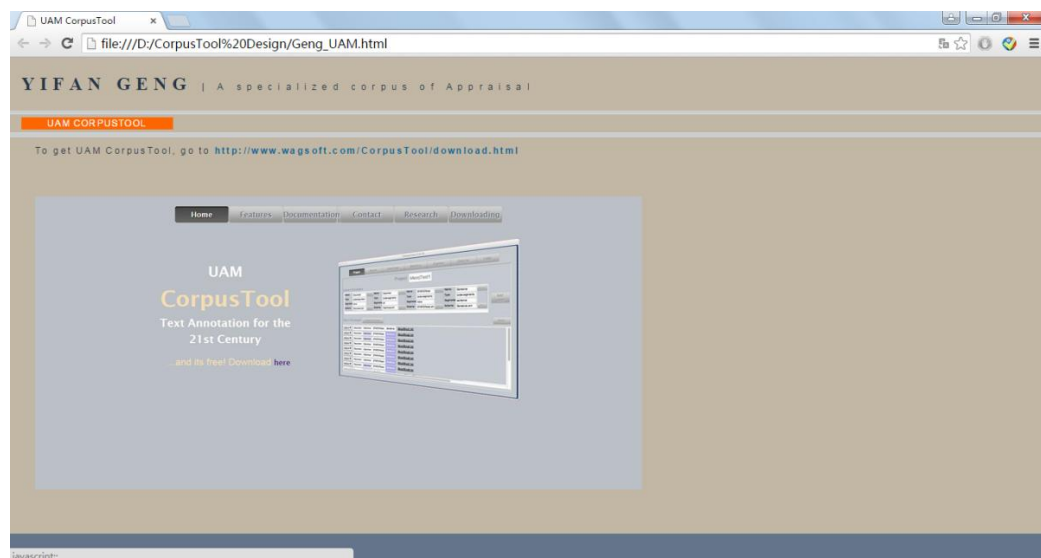 UAM CorpusTool
file:///D:/CorpusTool%20Design/Geng_UAM.html
YIFAN GENG | A specialized corpus of Appraisal
UAM CORPUSTOOL
To get UAM CorpusTool, go to http://www.wagsoft.com/CorpusTool/download.html
Home Features Documentation Contact Research Downloading
UAM
CorpusTool
Text Annotation for the
21st Century
...and its free! Download here
javascript:;